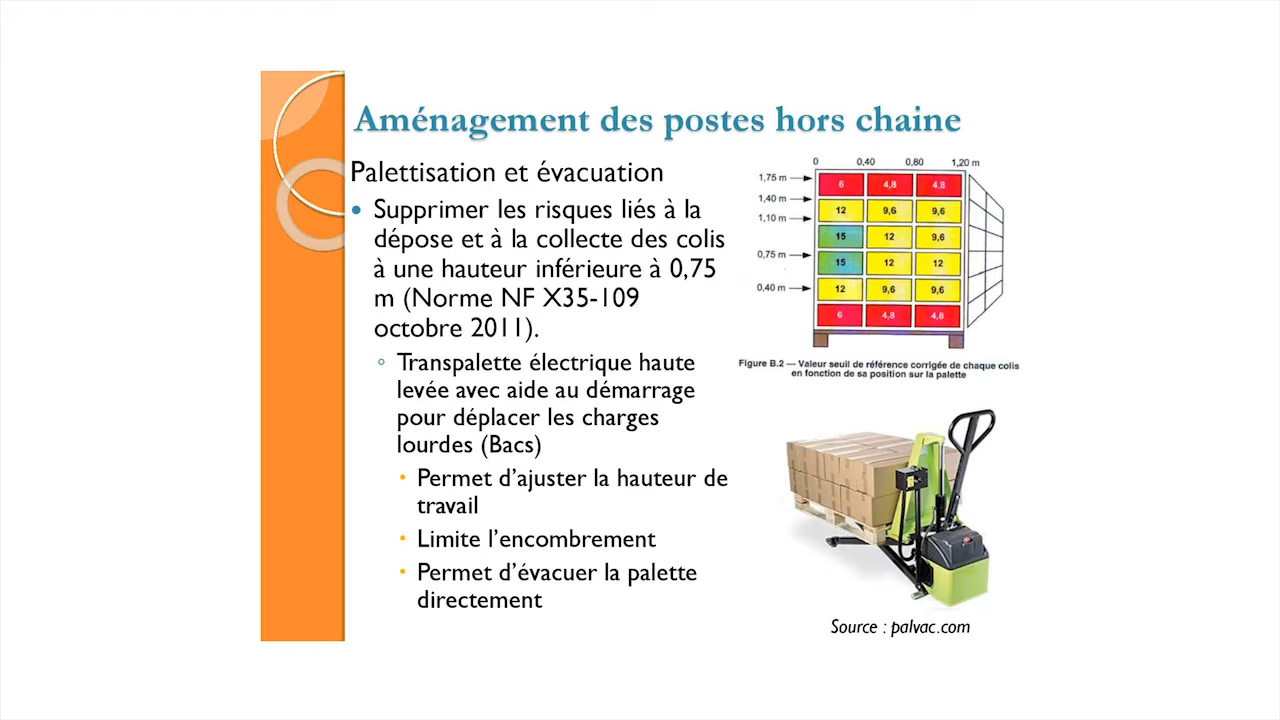 Aménagement des postes hors chaine
Palettisation et évacuation
• Supprimer les risques liés à la
dépose et à la collecte des colis
à une hauteur inférieure à 0,75
m (Norme NF X35-109
octobre 2011).
◦ Transpalette électrique haute
levée avec aide au démarrage
pour déplacer les charges
lourdes (Bacs)
• Permet d'ajuster la hauteur de
travail
• Limite l'encombrement
• Permet d'évacuer la palette
directement
0 0,40 0,80 1,20 m
1,75 m
6 4,8 4.8
1,40 m
12 9,6 9,6
1,10 m
15 12 9,6
0,75 m
15 12 12
0,40 m
12 9,6 9,6
6 4,8 4,8
Figure B.2 — Valeur seuil de référence corrigée de chaque colis
en fonction de sa position sur la palette
Source : palvac.com